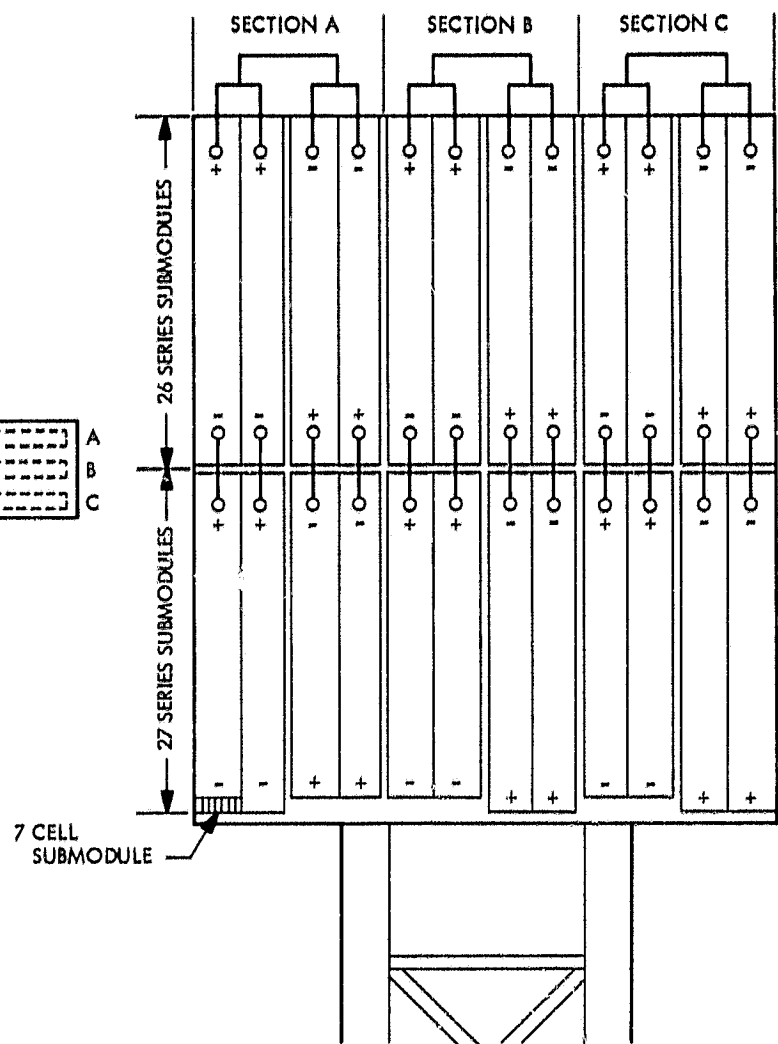 SECTION A SECTION B SECTION C
+ + - - + + - - + + - -
26 SERIES SUBMODULES
- - + + - - + + - - + +
A
B
C
+ + - - + + - - + + - -
27 SERIES SUBMODULES
- - + + - - + + - - + +
7 CELL
SUBMODULE